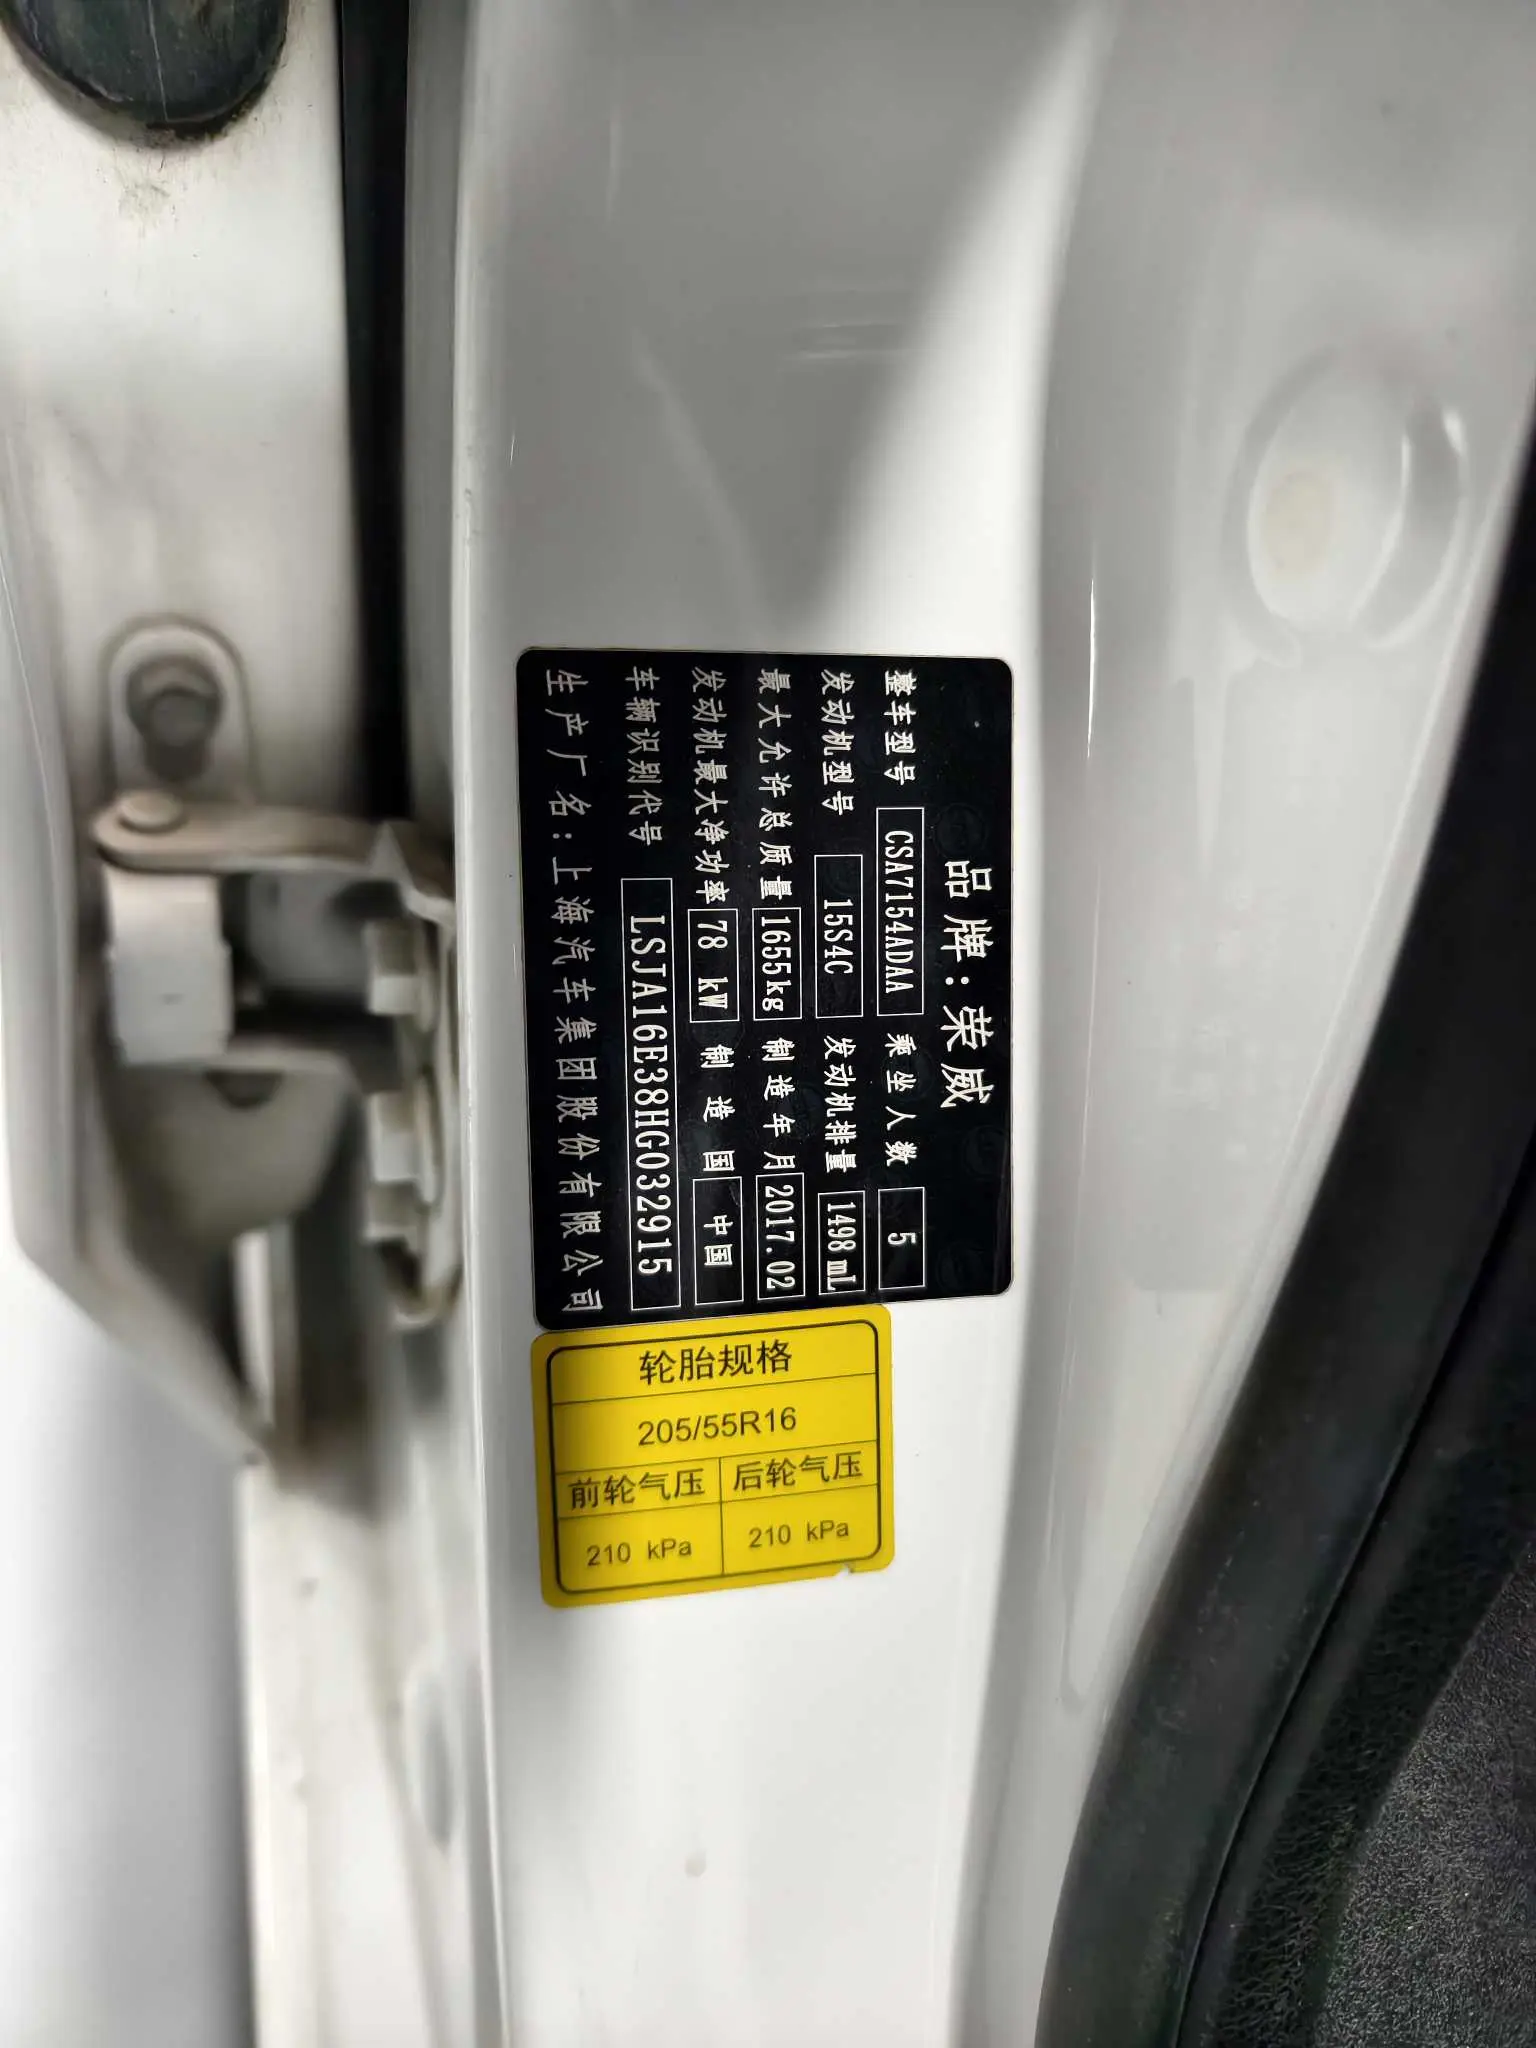 品牌:荣威
整车型号 CSA7154ADAA 乘坐人数 5
发动机型号 15S4C 发动机排量 1498mL
最大允许总质量 1655kg 制造年月 2017.02
发动机最大净功率 78 kW 制造国 中国
车辆识别代号 LSJA16E38HG032915
生产厂名:上海汽车集团股份有限公司
轮胎规格
205/55R16
前轮气压 后轮气压
210 kPa 210 kPa